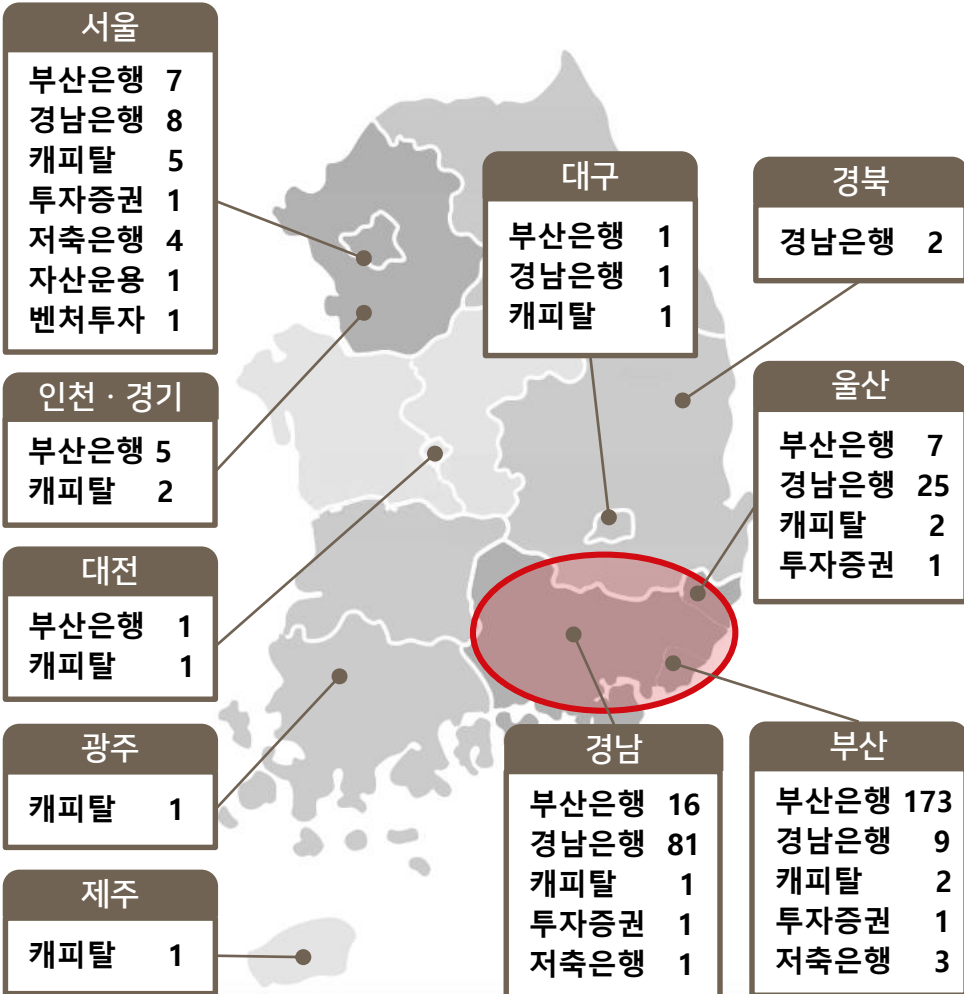 서울
부산은행 7
경남은행 8
캐피탈 5
투자증권 1
저축은행 4
자산운용 1
벤처투자 1
인천 · 경기
부산은행 5
캐피탈 2
대전
부산은행 1
캐피탈 1
광주
캐피탈 1
제주
캐피탈 1
대구
부산은행 1
경남은행 1
캐피탈 1
경북
경남은행 2
울산
부산은행 7
경남은행 25
캐피탈 2
투자증권 1
경남
부산은행 16
경남은행 81
캐피탈 1
투자증권 1
저축은행 1
부산
부산은행 173
경남은행 9
캐피탈 2
투자증권 1
저축은행 3